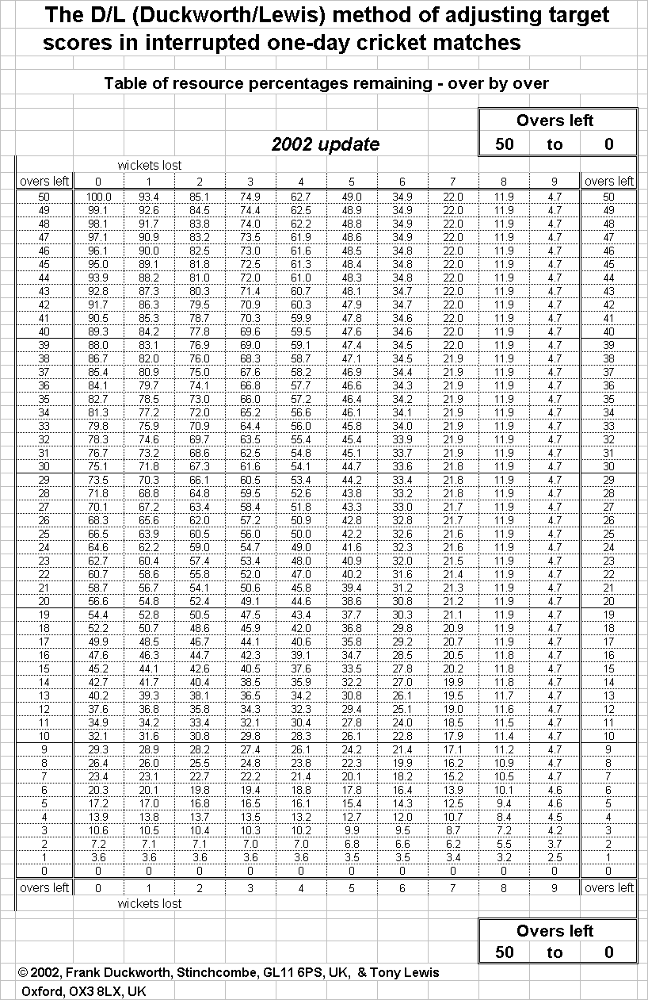 The D/L (Duckworth/Lewis) method of adjusting target
scores in interrupted one-day cricket matches
Table of resource percentages remaining - over by over
Overs left
2002 update 50 to 0
wickets lost
overs left 0 1 2 3 4 5 6 7 8 9 overs left
50 100.0 93.4 85.1 74.9 62.7 49.0 34.9 22.0 11.9 4.7 50
49 99.1 92.6 84.5 74.4 62.5 48.9 34.9 22.0 11.9 4.7 49
48 98.1 91.7 83.8 74.0 62.2 48.8 34.9 22.0 11.9 4.7 48
47 97.1 90.9 83.2 73.5 61.9 48.6 34.9 22.0 11.9 4.7 47
46 96.1 90.0 82.5 73.0 61.6 48.5 34.8 22.0 11.9 4.7 46
45 95.0 89.1 81.8 72.5 61.3 48.4 34.8 22.0 11.9 4.7 45
44 93.9 88.2 81.0 72.0 61.0 48.3 34.8 22.0 11.9 4.7 44
43 92.8 87.3 80.3 71.4 60.7 48.1 34.7 22.0 11.9 4.7 43
42 91.7 86.3 79.5 70.9 60.3 47.9 34.7 22.0 11.9 4.7 42
41 90.5 85.3 78.7 70.3 59.9 47.8 34.6 22.0 11.9 4.7 41
40 89.3 84.2 77.8 69.6 59.5 47.6 34.6 22.0 11.9 4.7 40
39 88.0 83.1 76.9 69.0 59.1 47.4 34.5 22.0 11.9 4.7 39
38 86.7 82.0 76.0 68.3 58.7 47.1 34.5 21.9 11.9 4.7 38
37 85.4 80.9 75.0 67.6 58.2 46.9 34.4 21.9 11.9 4.7 37
36 84.1 79.7 74.1 66.8 57.7 46.6 34.3 21.9 11.9 4.7 36
35 82.7 78.5 73.0 66.0 57.2 46.4 34.2 21.9 11.9 4.7 35
34 81.3 77.2 72.0 65.2 56.6 46.1 34.1 21.9 11.9 4.7 34
33 79.8 75.9 70.9 64.4 56.0 45.8 34.0 21.9 11.9 4.7 33
32 78.3 74.6 69.7 63.5 55.4 45.4 33.9 21.9 11.9 4.7 32
31 76.7 73.2 68.6 62.5 54.8 45.1 33.7 21.9 11.9 4.7 31
30 75.1 71.8 67.3 61.6 54.1 44.7 33.6 21.8 11.9 4.7 30
29 73.5 70.3 66.1 60.5 53.4 44.2 33.4 21.8 11.9 4.7 29
28 71.8 68.8 64.8 59.5 52.6 43.8 33.2 21.8 11.9 4.7 28
27 70.1 67.2 63.4 58.4 51.8 43.3 33.0 21.7 11.9 4.7 27
26 68.3 65.6 62.0 57.2 50.9 42.8 32.8 21.7 11.9 4.7 26
25 66.5 63.9 60.5 56.0 50.0 42.2 32.6 21.6 11.9 4.7 25
24 64.6 62.2 59.0 54.7 49.0 41.6 32.3 21.6 11.9 4.7 24
23 62.7 60.4 57.4 53.4 48.0 40.9 32.0 21.5 11.9 4.7 23
22 60.7 58.6 55.8 52.0 47.0 40.2 31.6 21.4 11.9 4.7 22
21 58.7 56.7 54.1 50.6 45.8 39.4 31.2 21.3 11.9 4.7 21
20 56.6 54.8 52.4 49.1 44.6 38.6 30.8 21.2 11.9 4.7 20
19 54.4 52.8 50.5 47.5 43.4 37.7 30.3 21.1 11.9 4.7 19
18 52.2 50.7 48.6 45.9 42.0 36.8 29.8 20.9 11.9 4.7 18
17 49.9 48.5 46.7 44.1 40.6 35.8 29.2 20.7 11.9 4.7 17
16 47.6 46.3 44.7 42.3 39.1 34.7 28.5 20.5 11.8 4.7 16
15 45.2 44.1 42.6 40.5 37.6 33.5 27.8 20.2 11.8 4.7 15
14 42.7 41.7 40.4 38.5 35.9 32.2 27.0 19.9 11.8 4.7 14
13 40.2 39.3 38.1 36.5 34.2 30.8 26.1 19.5 11.7 4.7 13
12 37.6 36.8 35.8 34.3 32.3 29.4 25.1 19.0 11.6 4.7 12
11 34.9 34.2 33.4 32.1 30.4 27.8 24.0 18.5 11.5 4.7 11
10 32.1 31.6 30.8 29.8 28.3 26.1 22.8 17.9 11.4 4.7 10
9 29.3 28.9 28.2 27.4 26.1 24.2 21.4 17.1 11.2 4.7 9
8 26.4 26.0 25.5 24.8 23.8 22.3 19.9 16.2 10.9 4.7 8
7 23.4 23.1 22.7 22.2 21.4 20.1 18.2 15.2 10.5 4.7 7
6 20.3 20.1 19.8 19.4 18.8 17.8 16.4 13.9 10.1 4.6 6
5 17.2 17.0 16.8 16.5 16.1 15.4 14.3 12.5 9.4 4.6 5
4 13.9 13.8 13.7 13.5 13.2 12.7 12.0 10.7 8.4 4.5 4
3 10.6 10.5 10.4 10.3 10.2 9.9 9.5 8.7 7.2 4.2 3
2 7.2 7.1 7.1 7.0 7.0 6.8 6.6 6.2 5.5 3.7 2
1 3.6 3.6 3.6 3.6 3.6 3.5 3.5 3.4 3.2 2.5 1
0 0 0 0 0 0 0 0 0 0 0 0
overs left 0 1 2 3 4 5 6 7 8 9 overs left
wickets lost
Overs left
50 to 0
© 2002, Frank Duckworth, Stinchcombe, GL11 6PS, UK, & Tony Lewis
Oxford, OX3 8LX, UK